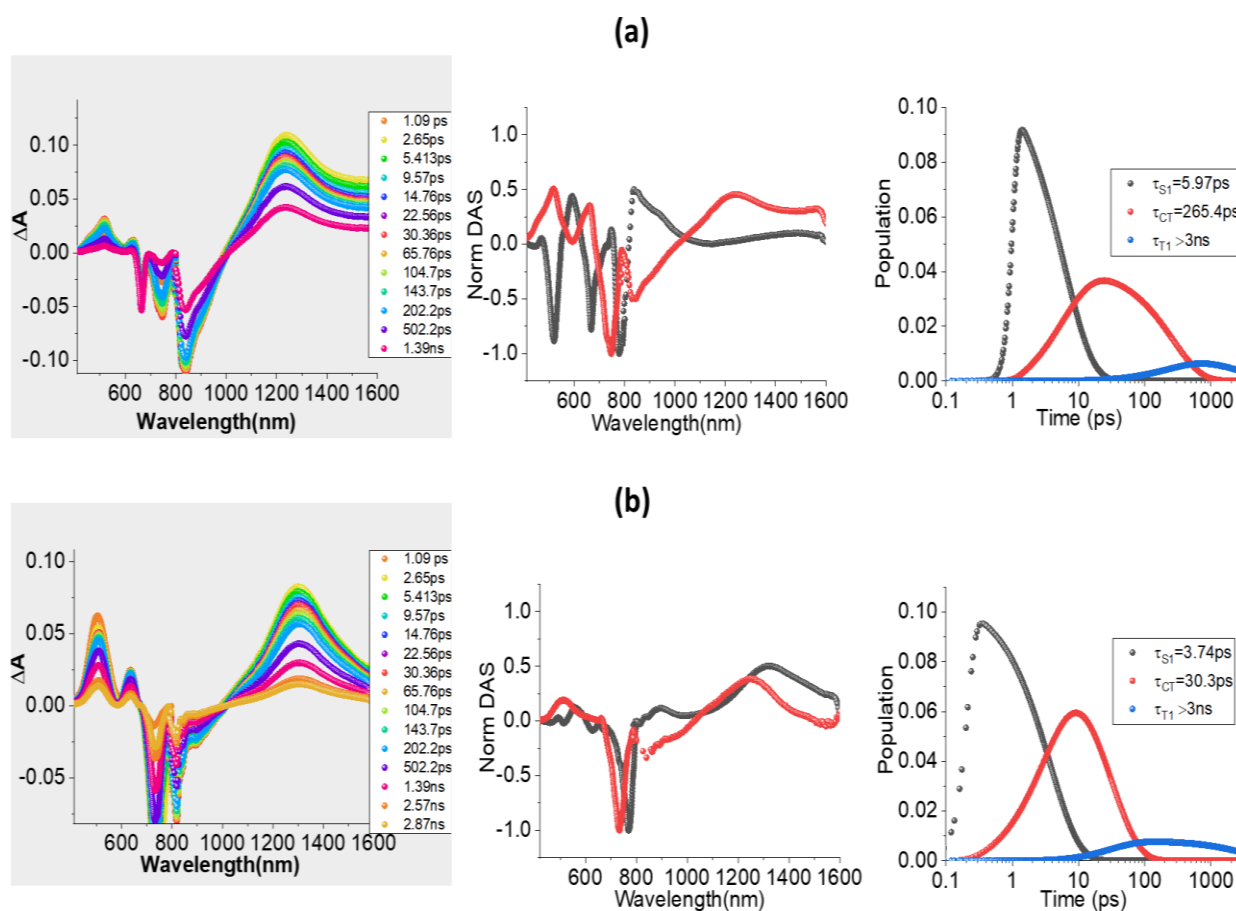 (a)
ΔA
0.10
0.05
0.00
-0.05
-0.10
600 800 1000 1200 1400 1600
Wavelength(nm)
1.09 ps
2.65ps
5.413ps
9.57ps
14.76ps
22.56ps
30.36ps
65.76ps
104.7ps
143.7ps
202.2ps
502.2ps
1.39ns
Norm DAS
1.0
0.5
0.0
-0.5
-1.0
600 800 1000 1200 1400 1600
Wavelength(nm)
Population
0.10
0.08
0.06
0.04
0.02
0.00
0.1 1 10 100 1000
Time (ps)
τS1=5.97ps
τCT=265.4ps
τT1 >3ns
(b)
ΔA
0.10
0.05
0.00
-0.05
600 800 1000 1200 1400 1600
Wavelength(nm)
1.09 ps
2.65ps
5.413ps
9.57ps
14.76ps
22.56ps
30.36ps
65.76ps
104.7ps
143.7ps
202.2ps
502.2ps
1.39ns
2.57ns
2.87ns
Norm DAS
1.0
0.5
0.0
-0.5
-1.0
600 800 1000 1200 1400 1600
Wavelength(nm)
Population
0.10
0.08
0.06
0.04
0.02
0.00
0.1 1 10 100 1000
Time (ps)
τS1=3.74ps
τCT=30.3ps
τT1 >3ns